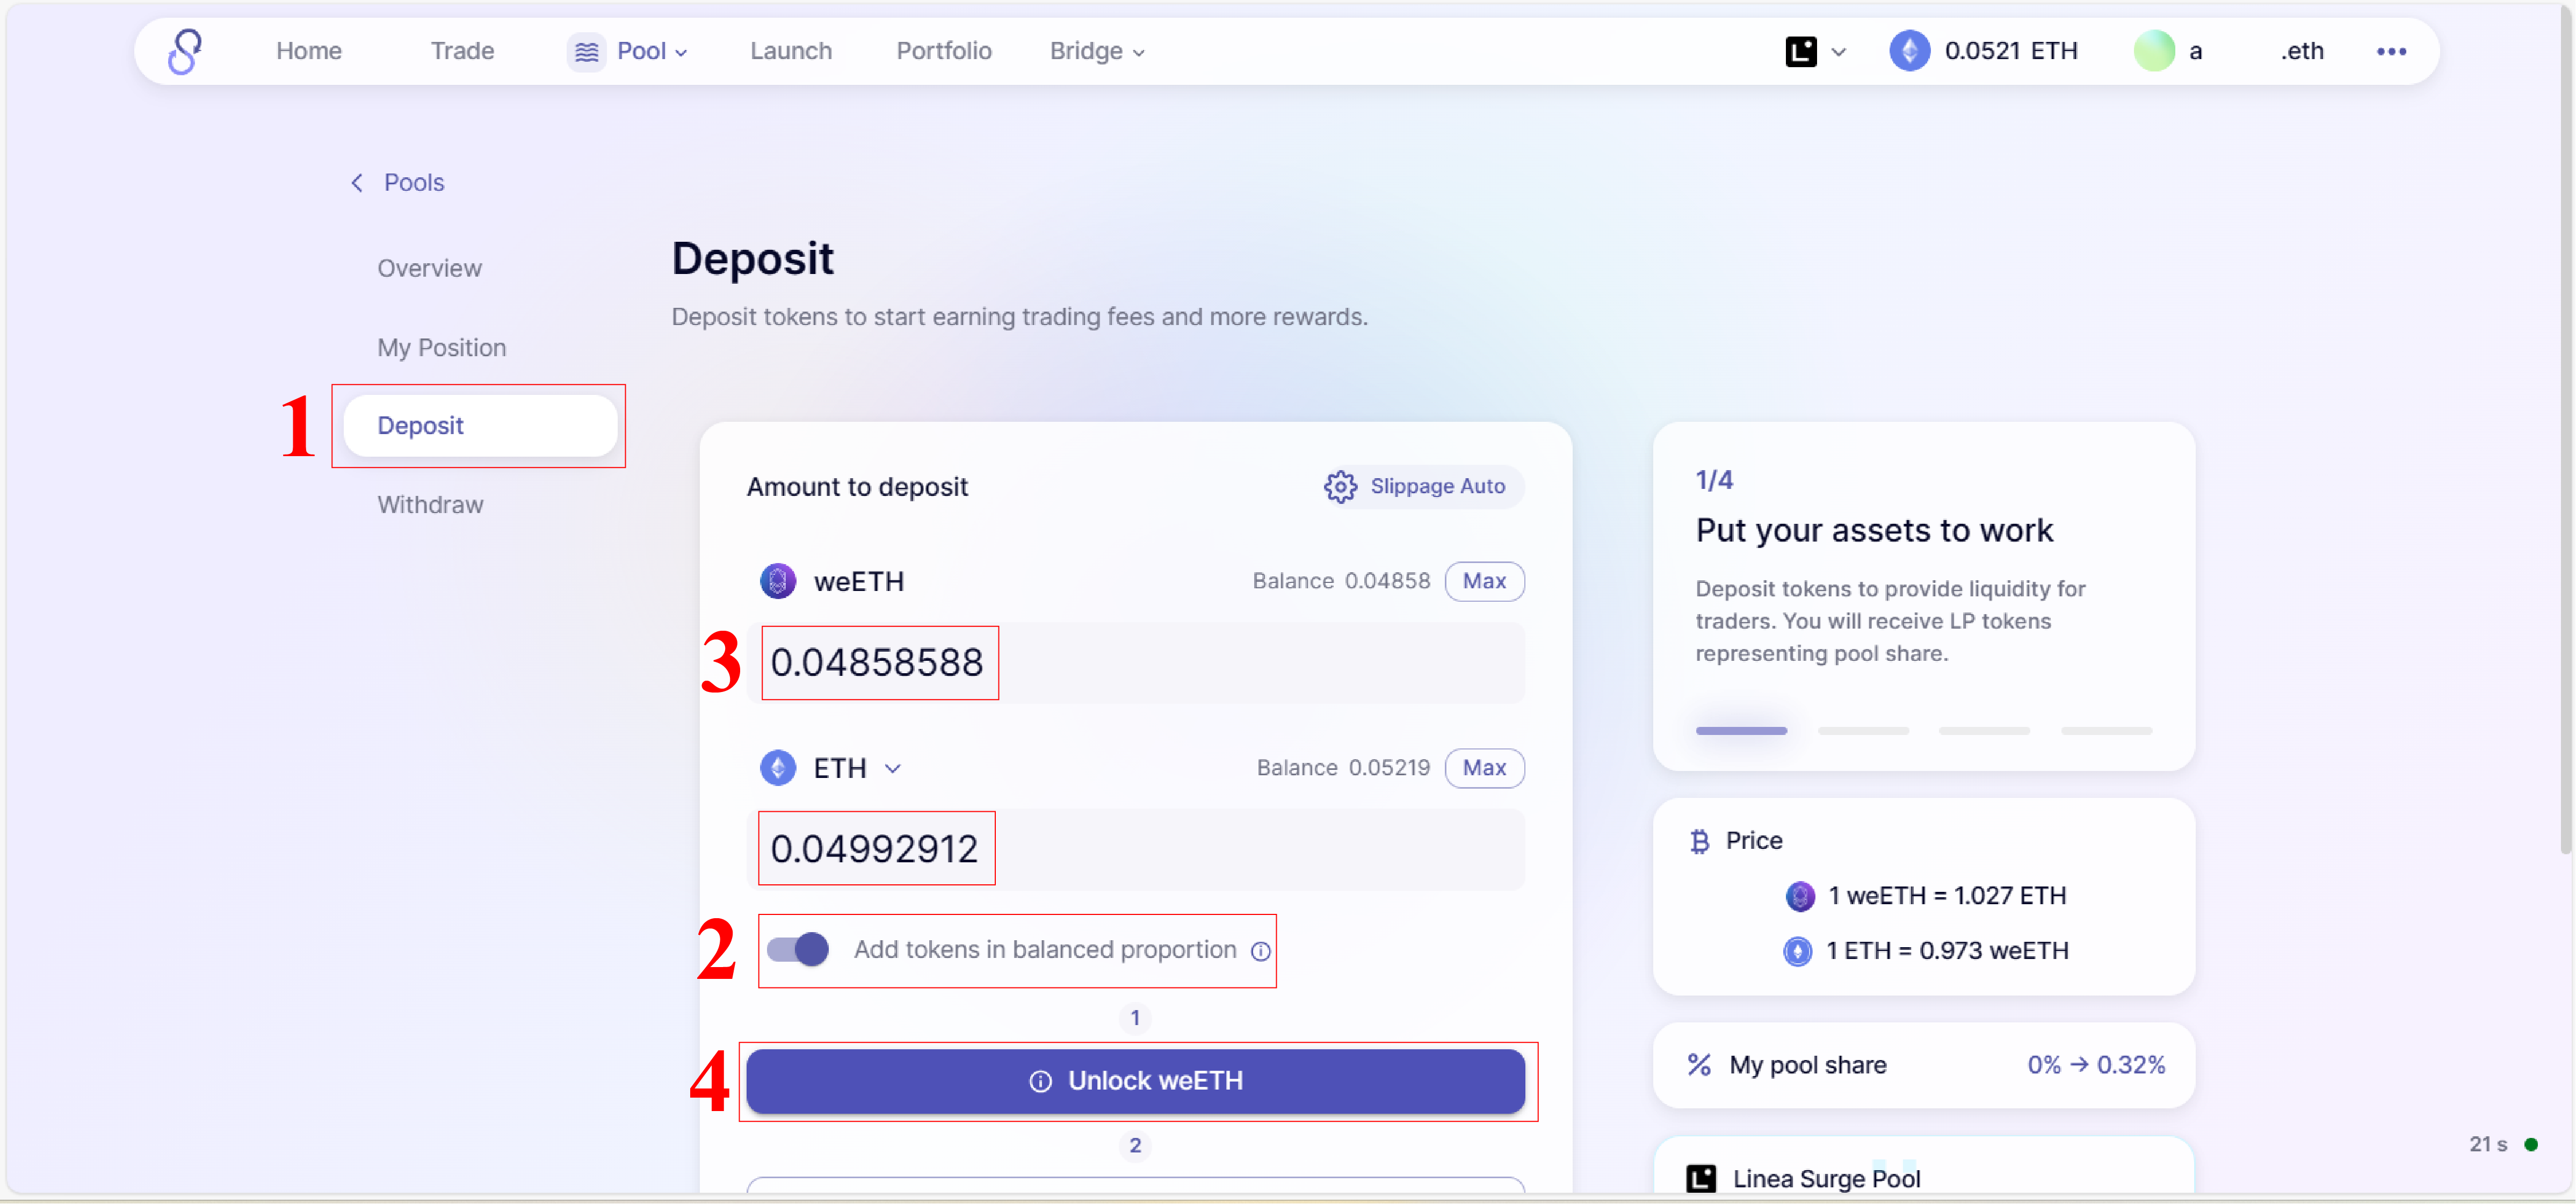 Home Trade Pool Launch Portfolio Bridge 0.0521 ETH a .eth
Pools
Overview
My Position
1 Deposit
Withdraw
Deposit
Deposit tokens to start earning trading fees and more rewards.
Amount to deposit Slippage Auto
weETH Balance 0.04858 Max
3 0.04858588
ETH Balance 0.05219 Max
0.04992912
2 Add tokens in balanced proportion
1
4 Unlock weETH
2
1/4
Put your assets to work
Deposit tokens to provide liquidity for
traders. You will receive LP tokens
representing pool share.
Price
1 weETH = 1.027 ETH
1 ETH = 0.973 weETH
My pool share 0% → 0.32%
Linea Surge Pool
21 s